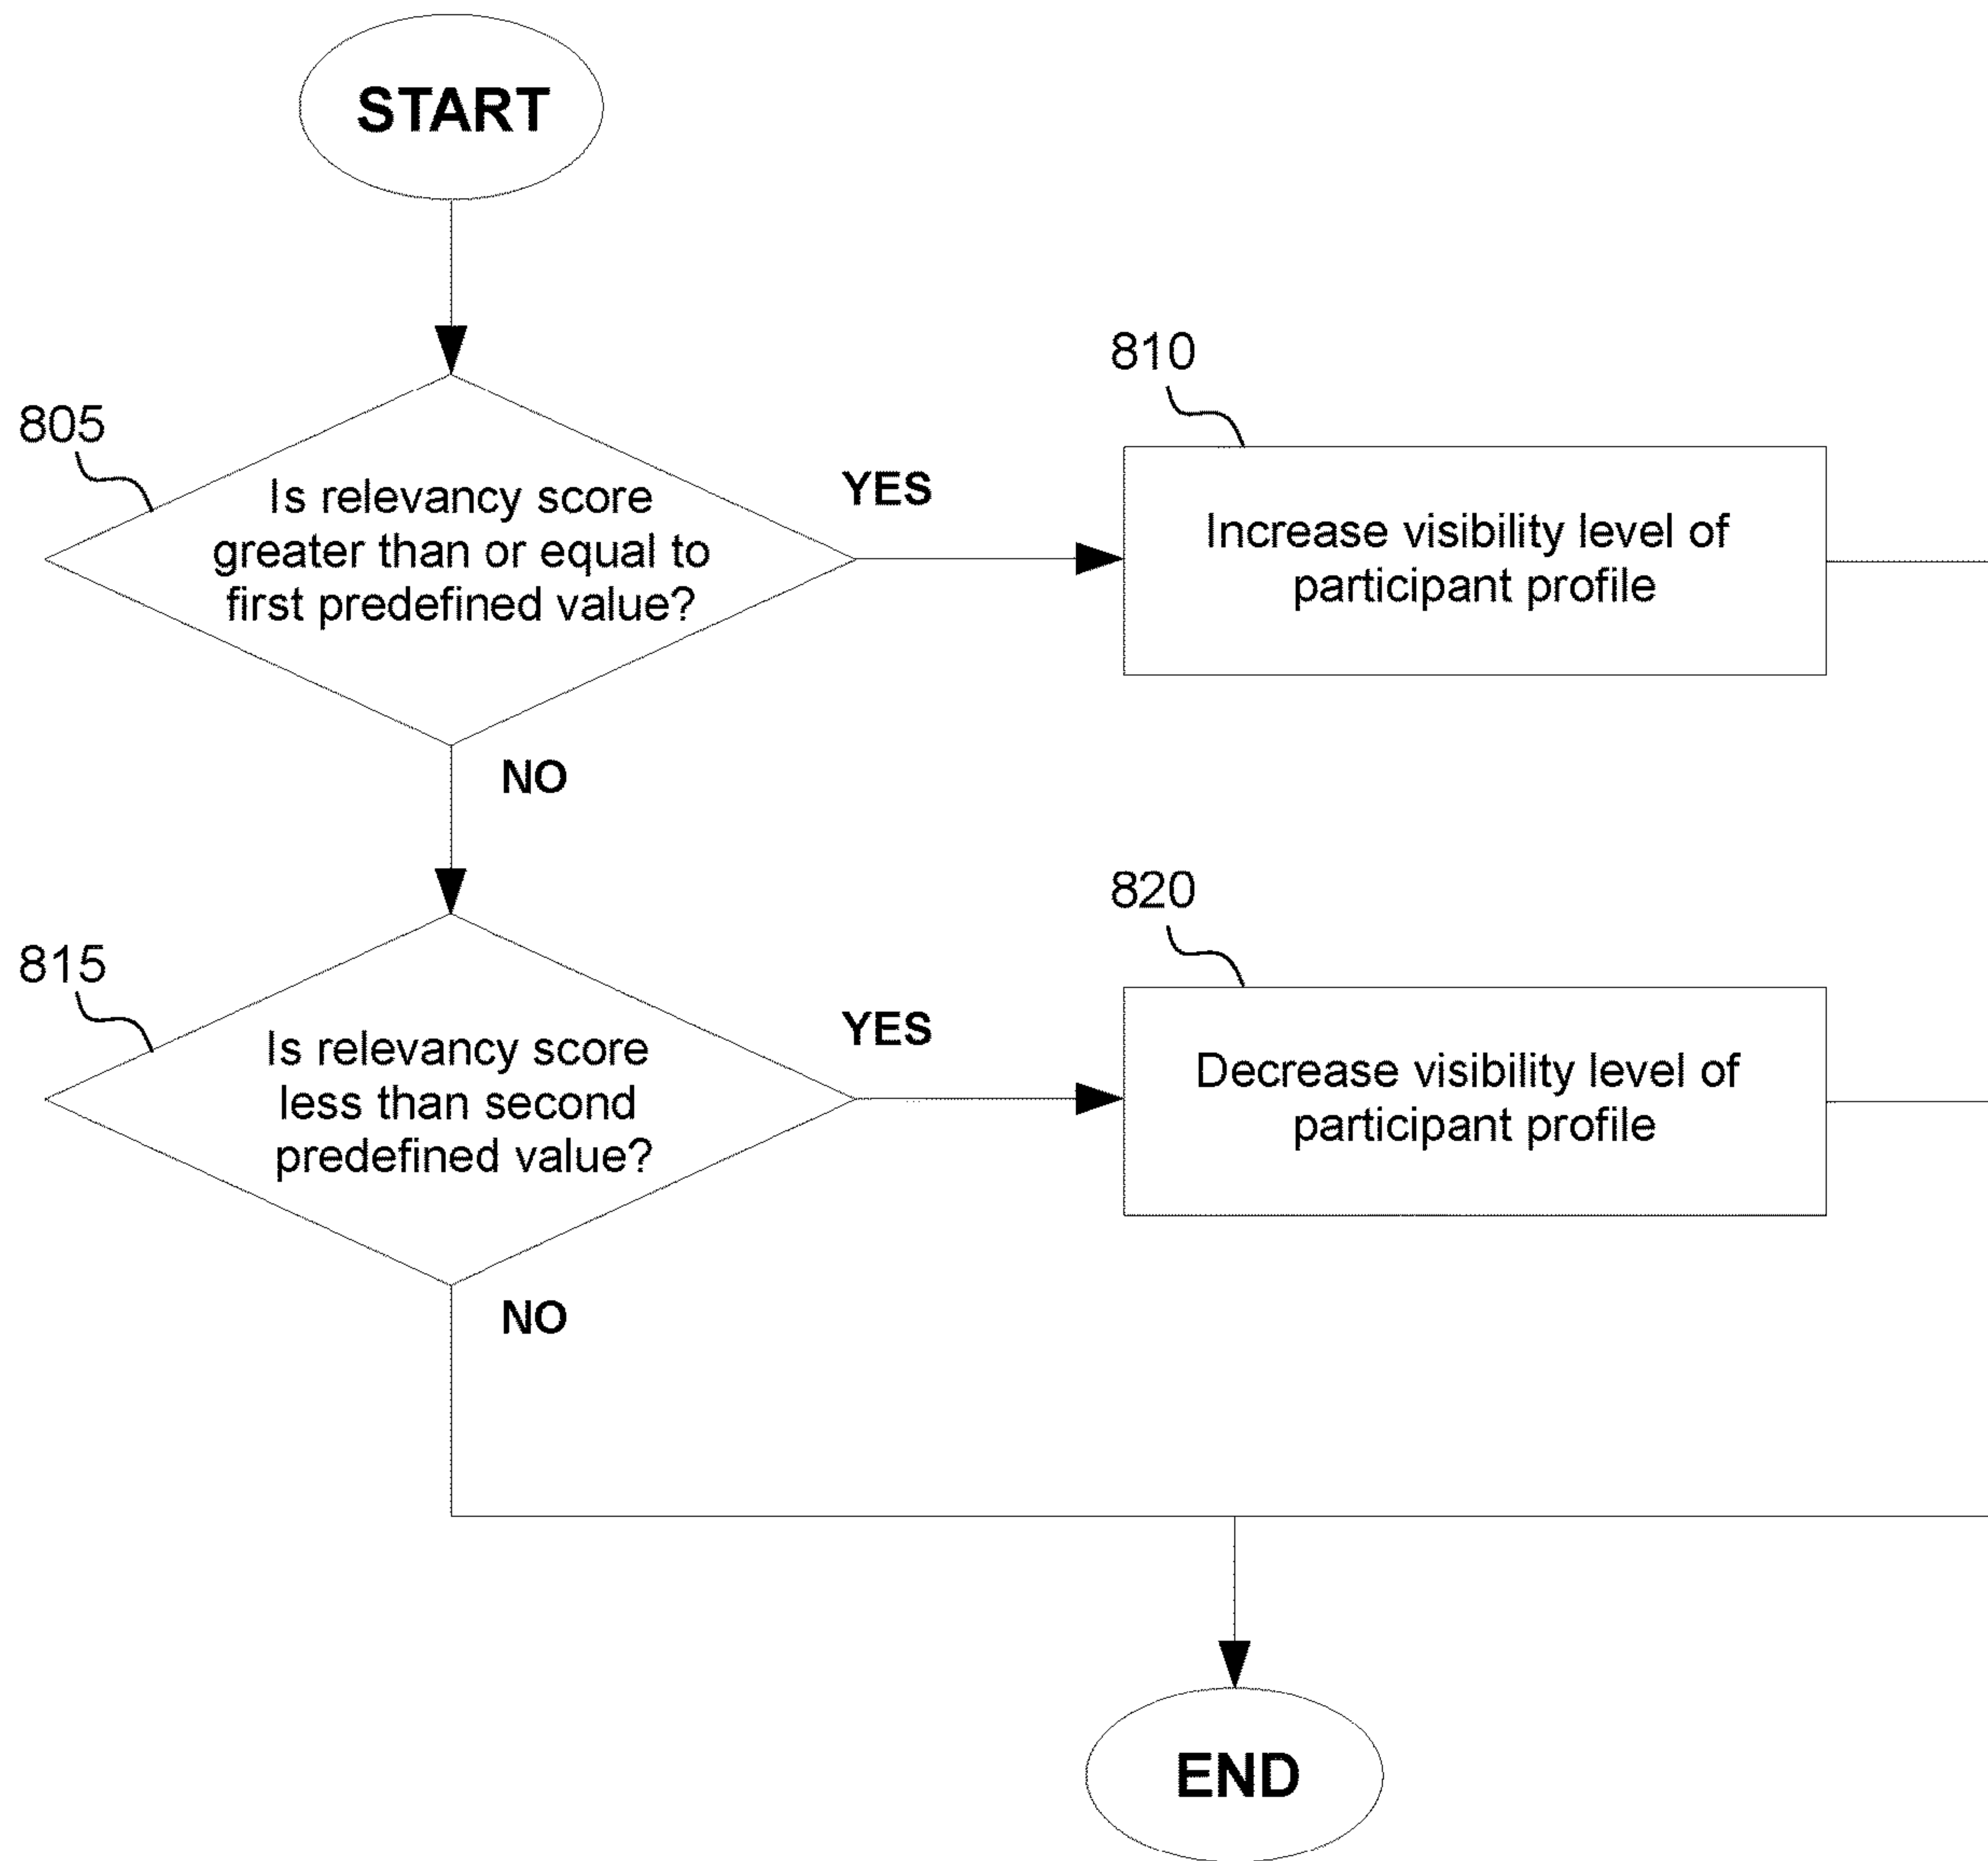 START
805
Is relevancy score
greater than or equal to
first predefined value?
YES
810
Increase visibility level of
participant profile
NO
815
Is relevancy score
less than second
predefined value?
YES
820
Decrease visibility level of
participant profile
NO
END